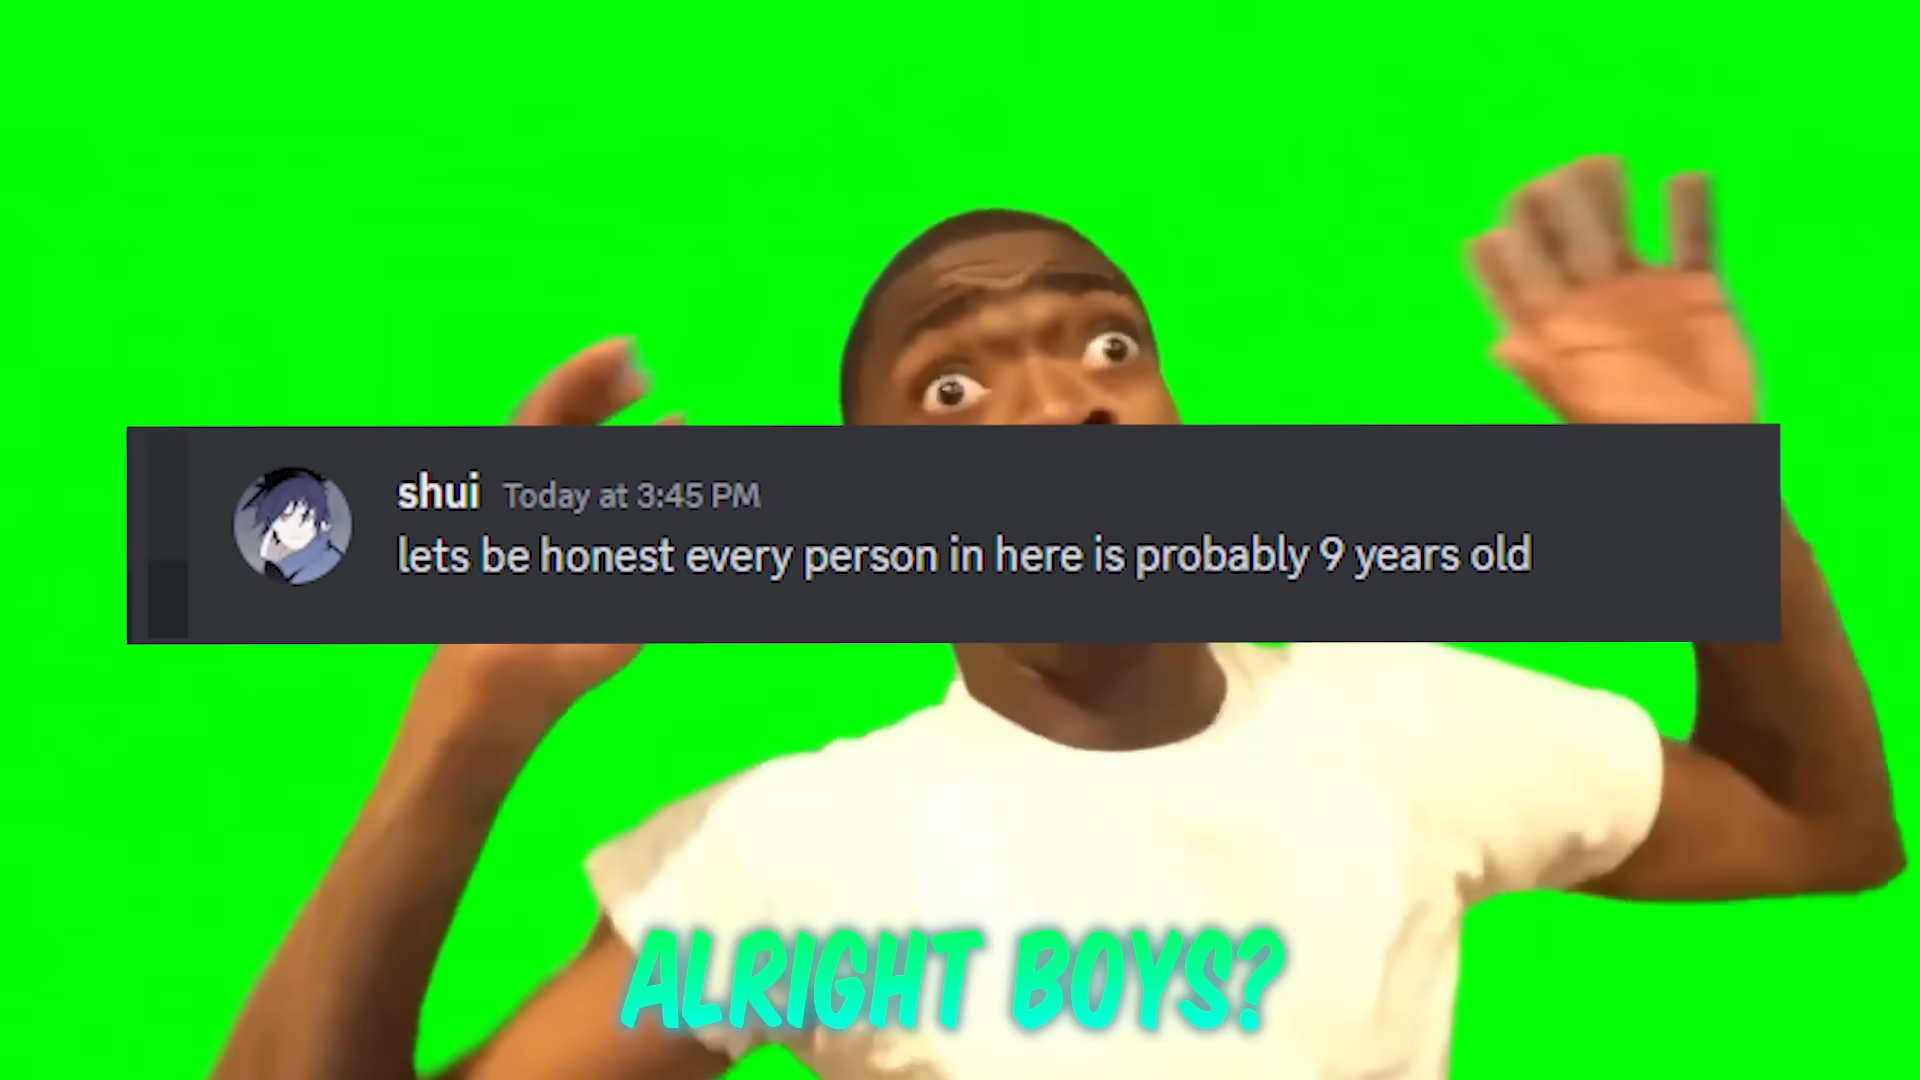 shui Today at 3:45 PM
lets be honest every person in here is probably 9 years old
ALRIGHT BOYS?